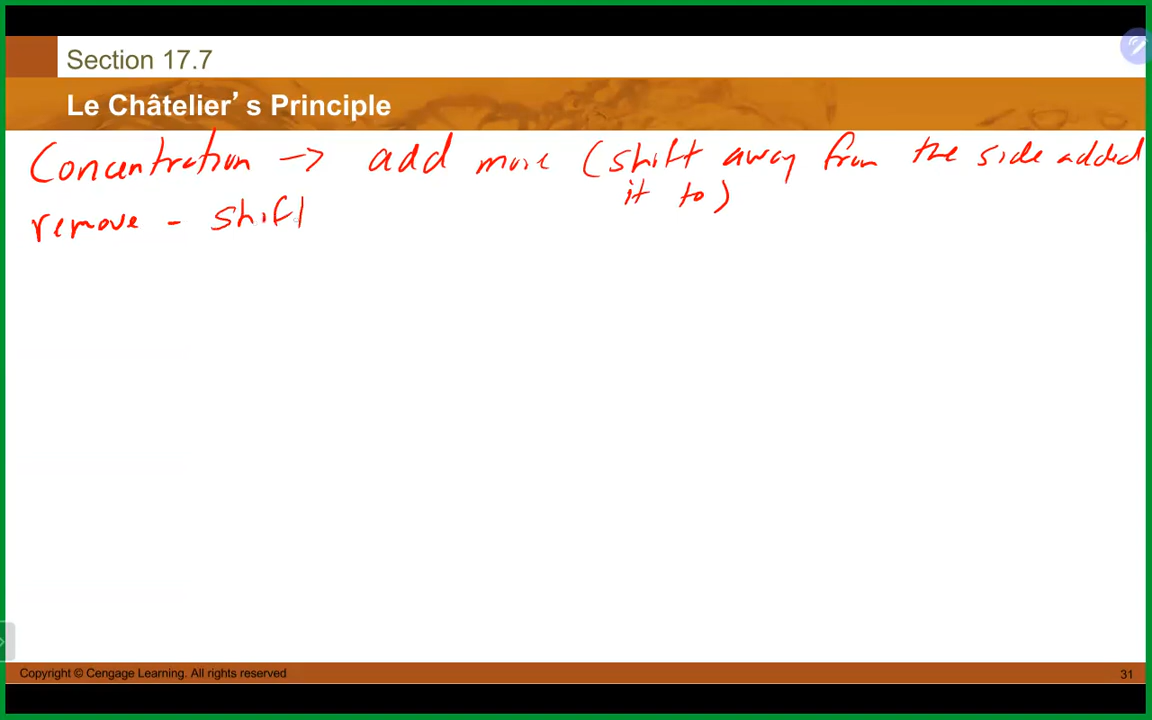 Section 17.7
Le Châtelier's Principle
Concentration → add more (shift away from the side added
it to)
remove - shift
Copyright © Cengage Learning. All rights reserved
31